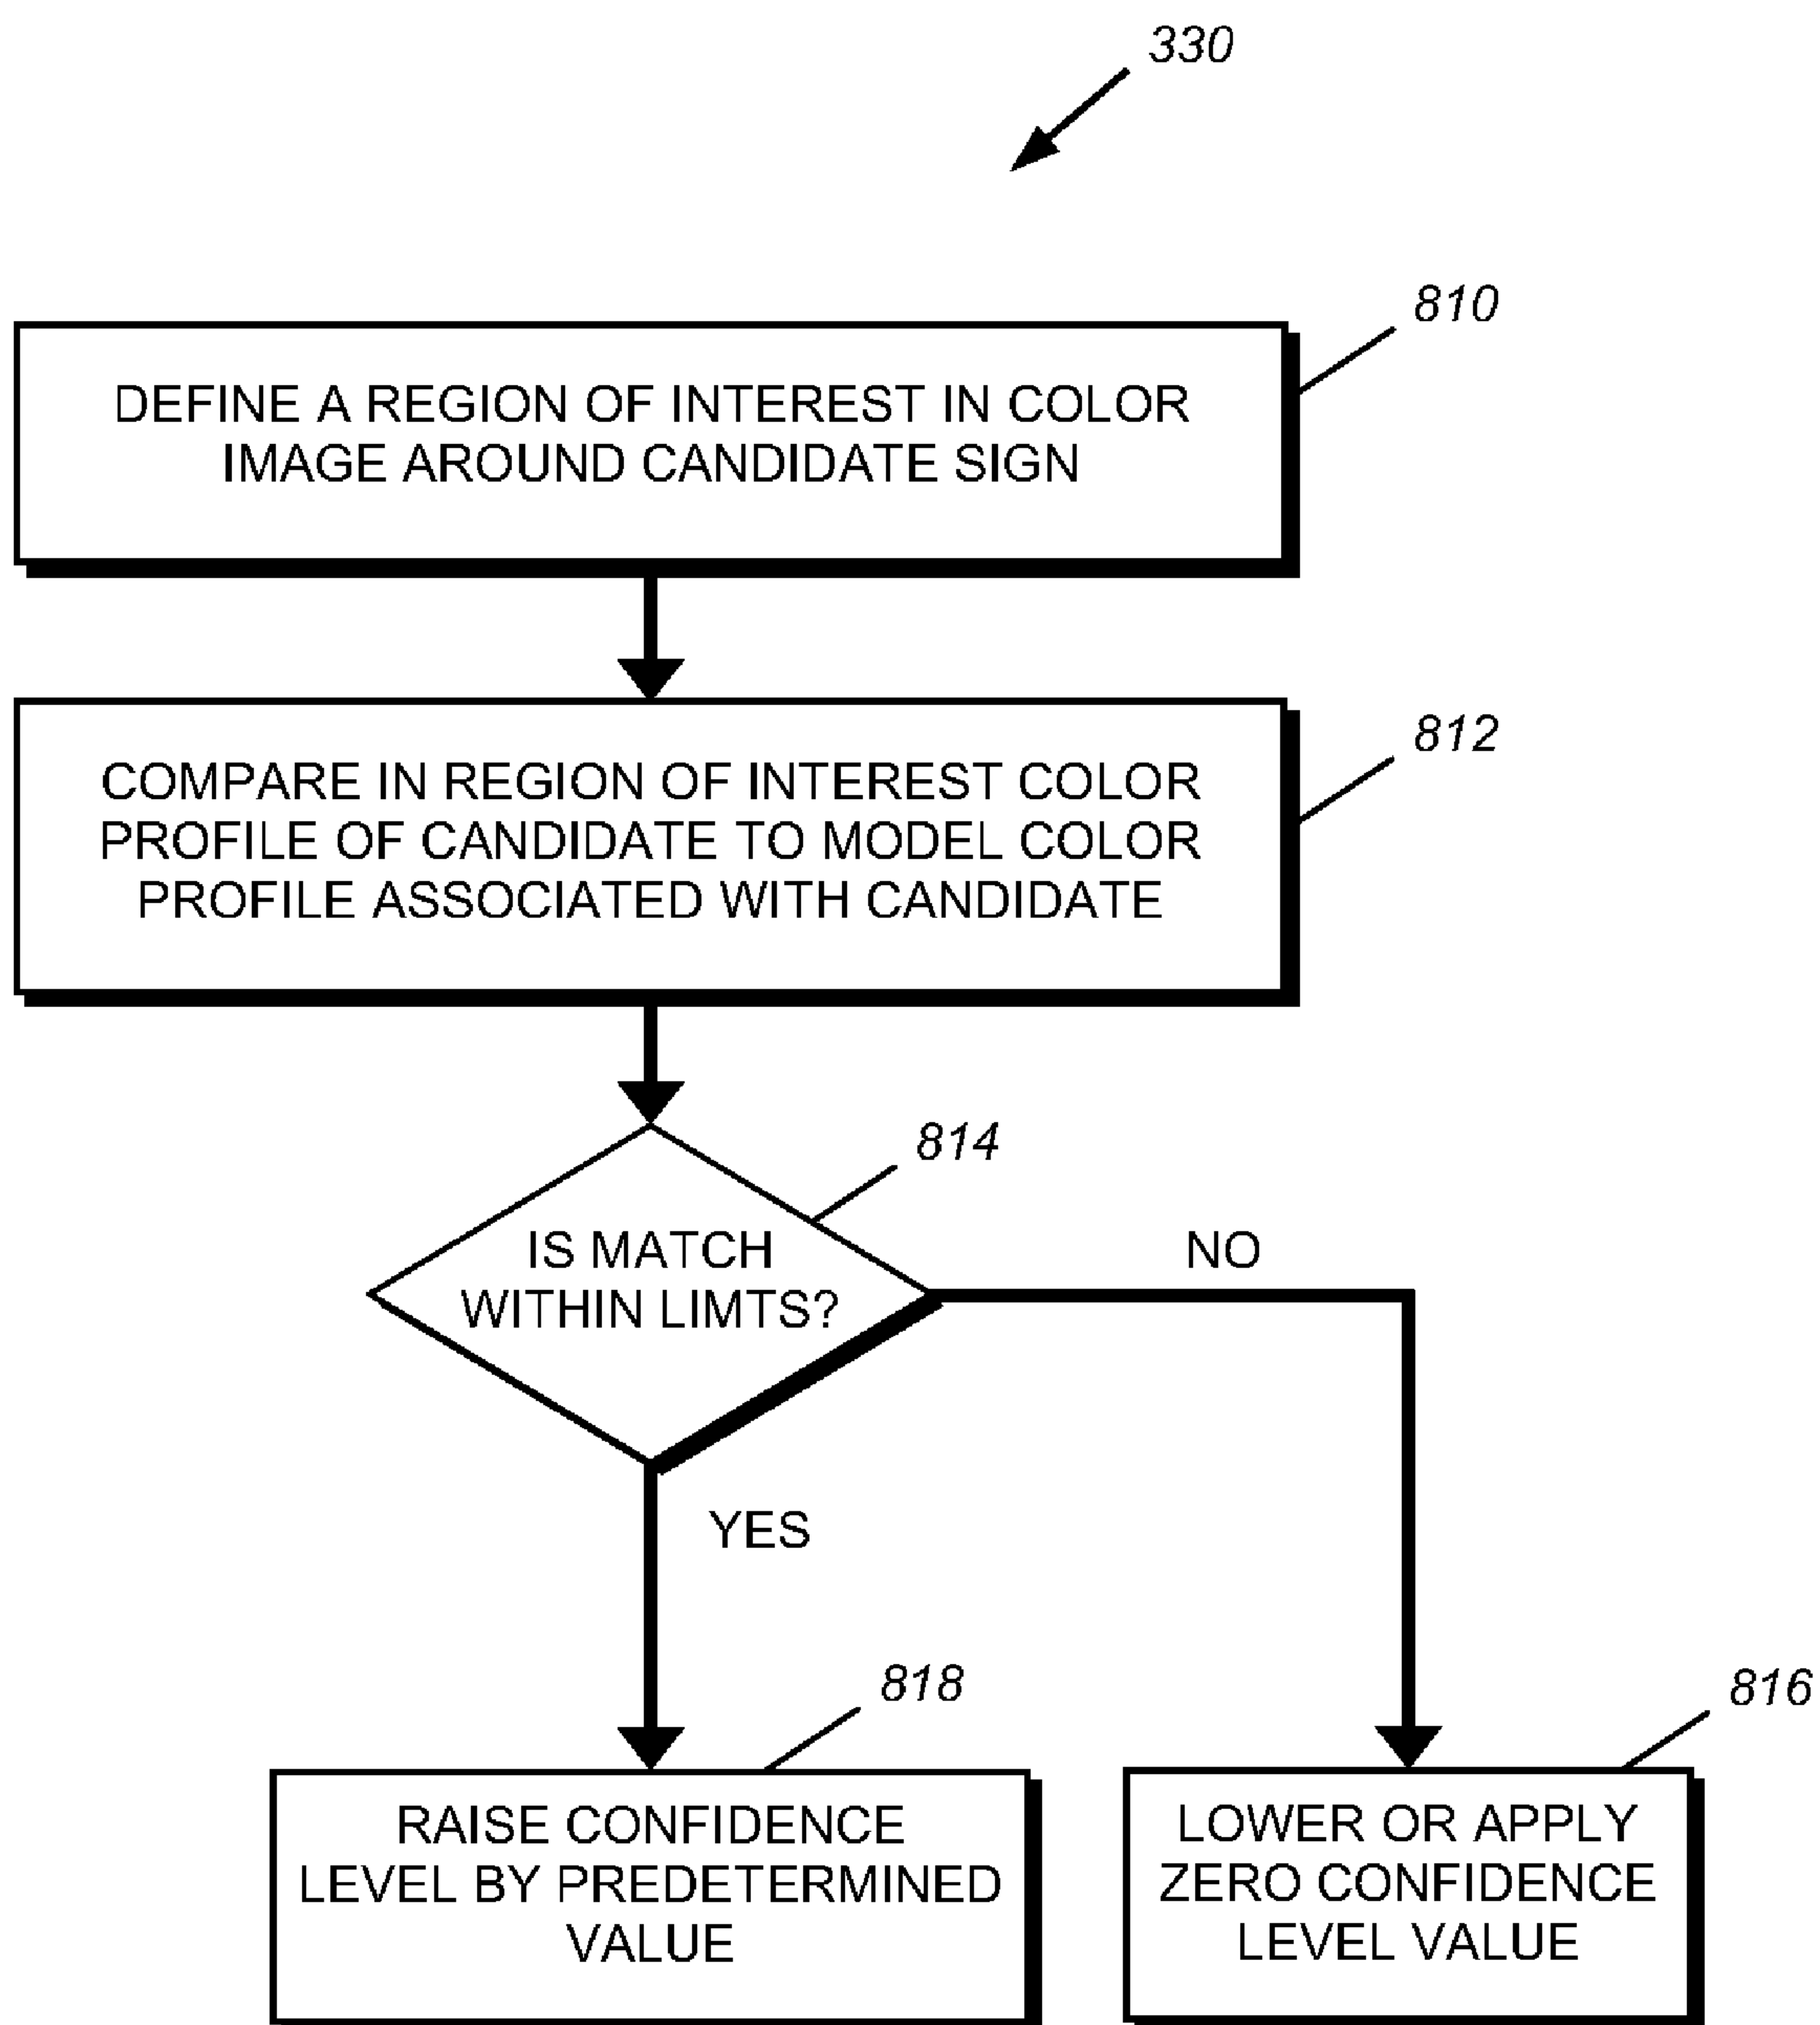 330
810
DEFINE A REGION OF INTEREST IN COLOR
IMAGE AROUND CANDIDATE SIGN
812
COMPARE IN REGION OF INTEREST COLOR
PROFILE OF CANDIDATE TO MODEL COLOR
PROFILE ASSOCIATED WITH CANDIDATE
814
IS MATCH
WITHIN LIMTS?
NO
YES
818
RAISE CONFIDENCE
LEVEL BY PREDETERMINED
VALUE
816
LOWER OR APPLY
ZERO CONFIDENCE
LEVEL VALUE